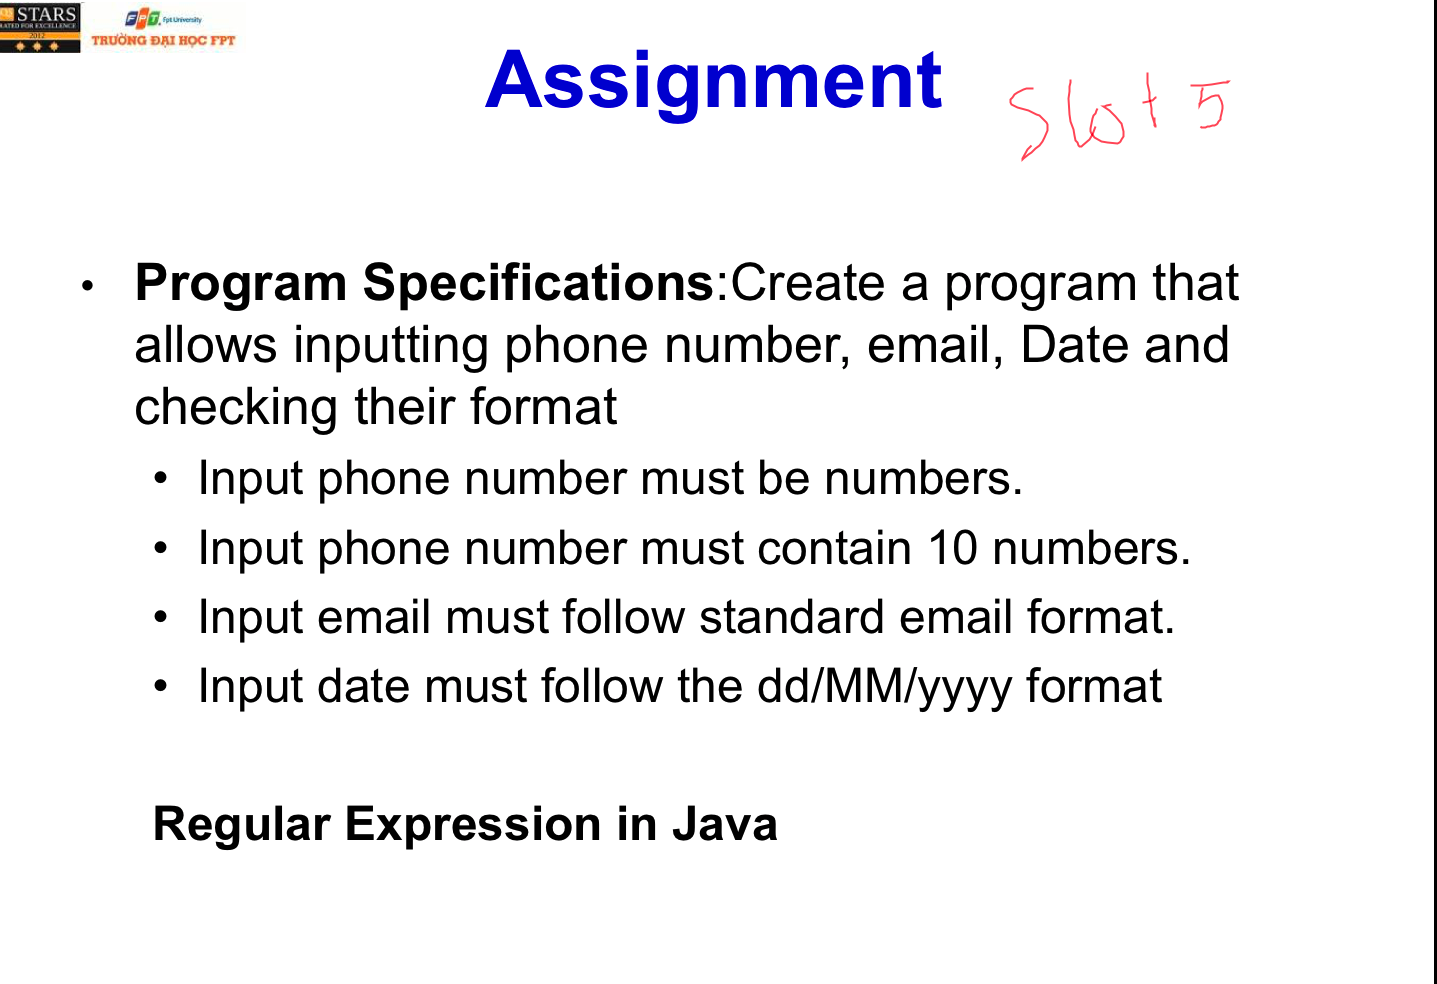 STARS
RATED FOR EXCELLENCE
2012
FPT. Fpt University
TRƯỜNG ĐẠI HỌC FPT
Assignment
Slot 5
• Program Specifications:Create a program that
allows inputting phone number, email, Date and
checking their format
• Input phone number must be numbers.
• Input phone number must contain 10 numbers.
• Input email must follow standard email format.
• Input date must follow the dd/MM/yyyy format
Regular Expression in Java